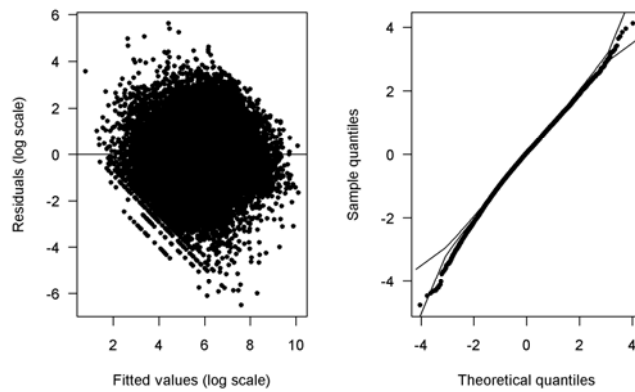 6
4
2
0
-2
-4
-6
2 4 6 8 10
Residuals (log scale)
Fitted values (log scale)
4
2
0
-2
-4
-4 -2 0 2 4
Sample quantiles
Theoretical quantiles